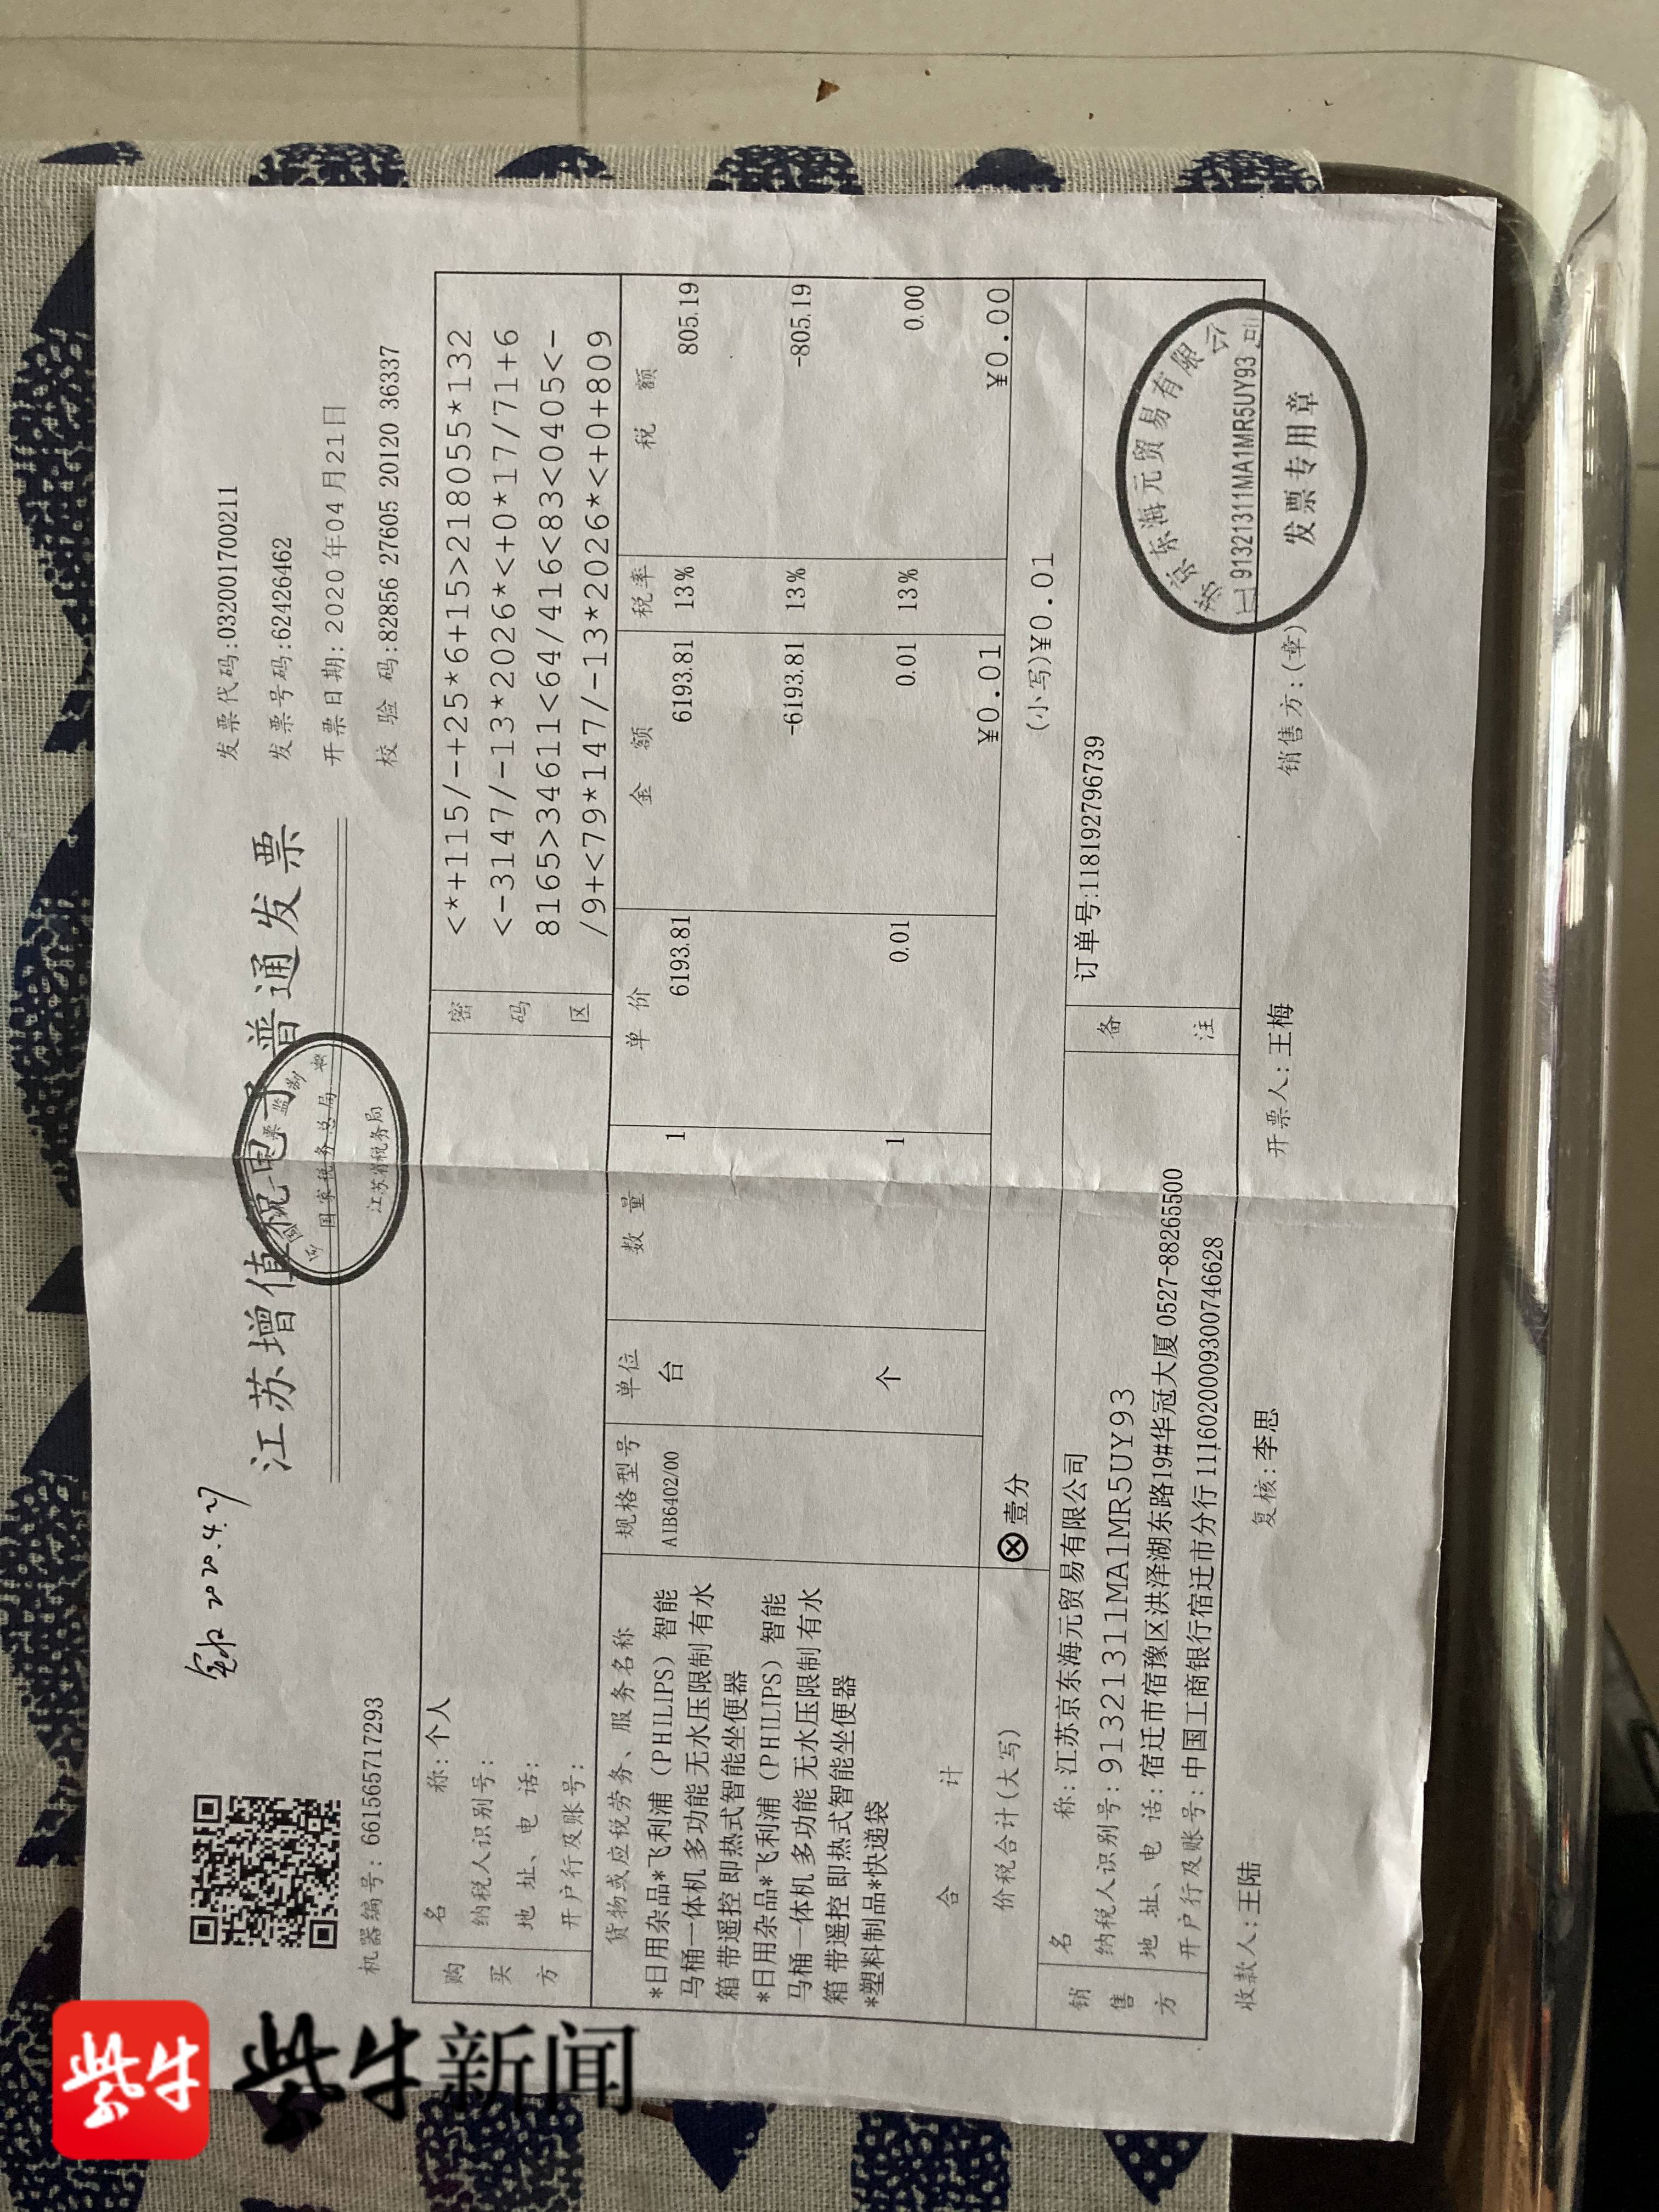 钦 2020.4.21
江苏增值税电子普通发票
国家税务总局
江苏省税务局
机器编号: 661565717293
发票代码:032001700211
发票号码:62426462
开票日期: 2020年04月21日
校 验 码:82856 27605 20120 36337
购买方
名 称: 个人
纳税人识别号:
地 址、电 话:
开户行及账号:
密码区
<*+115/-+25*6+15>218055*132
<-3147/-13*2026*<+0*17/71+6
8165>34611<64/416<83<0405<-
/9+<79*147/-13*2026*<+0+809
货物或应税劳务、服务名称 规格型号 单位 数 量 单 价 金 额 税率 税 额
*日用杂品*飞利浦（PHILIPS）智能 AIB6402/00 台 1 6193.81 6193.81 13% 805.19
马桶一体机 多功能 无水压限制 有水
箱 带遥控 即热式智能坐便器
*日用杂品*飞利浦（PHILIPS）智能 -6193.81 13% -805.19
马桶一体机 多功能 无水压限制 有水
箱 带遥控 即热式智能坐便器
*塑料制品*快递袋 个 1 0.01 0.01 13% 0.00
合 计 ¥0.01 ¥0.00
价税合计(大写) ⊗壹分 (小写)¥0.01
销售方
名 称: 江苏京东海元贸易有限公司
纳税人识别号: 91321311MA1MR5UY93
地 址、电 话: 宿迁市宿豫区洪泽湖东路19#华冠大厦 0527-88265500
开户行及账号: 中国工商银行宿迁市分行 1116020009300746628
备注
订单号:118192796739
收款人: 王陆 复核: 李思 开票人: 王梅 销售方: (章)
苏京东海元贸易有限公司
91321311MA1MR5UY93
发票专用章
紫牛
紫牛新闻